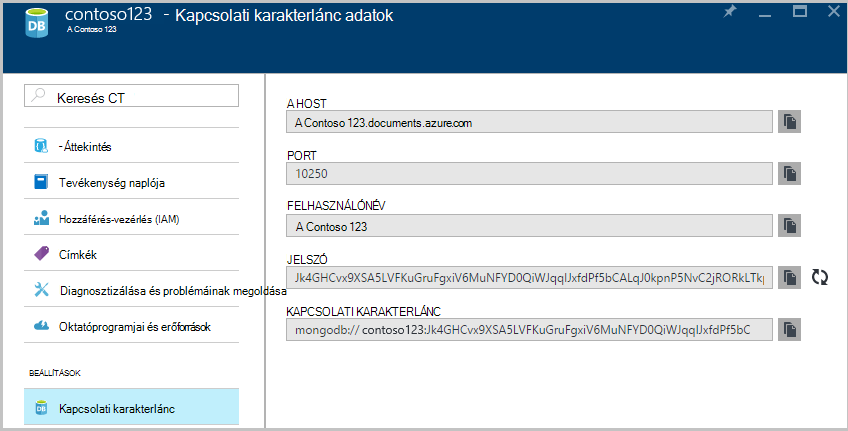 contoso123 - Kapcsolati karakterlánc adatok
A Contoso 123
Keresés CT
-Áttekintés
Tevékenység naplója
Hozzáférés-vezérlés (IAM)
Címkék
Diagnosztizálása és problémáinak megoldása
Oktatóprogramjai és erőforrások
BEÁLLÍTÁSOK
Kapcsolati karakterlánc
A HOST
A Contoso 123.documents.azure.com
PORT
10250
FELHASZNÁLÓNÉV
A Contoso 123
JELSZÓ
Jk4GHCvx9XSA5LVFKuGruFgxiV6MuNFYD0QiWJqqIJxfdPf5bCALqJ0kpnP5NvC2jRORkLTkp
KAPCSOLATI KARAKTERLÁNC
mongodb:// contoso123:Jk4GHCvx9XSA5LVFKuGruFgxiV6MuNFYD0QiWJqqIJxfdPf5bC